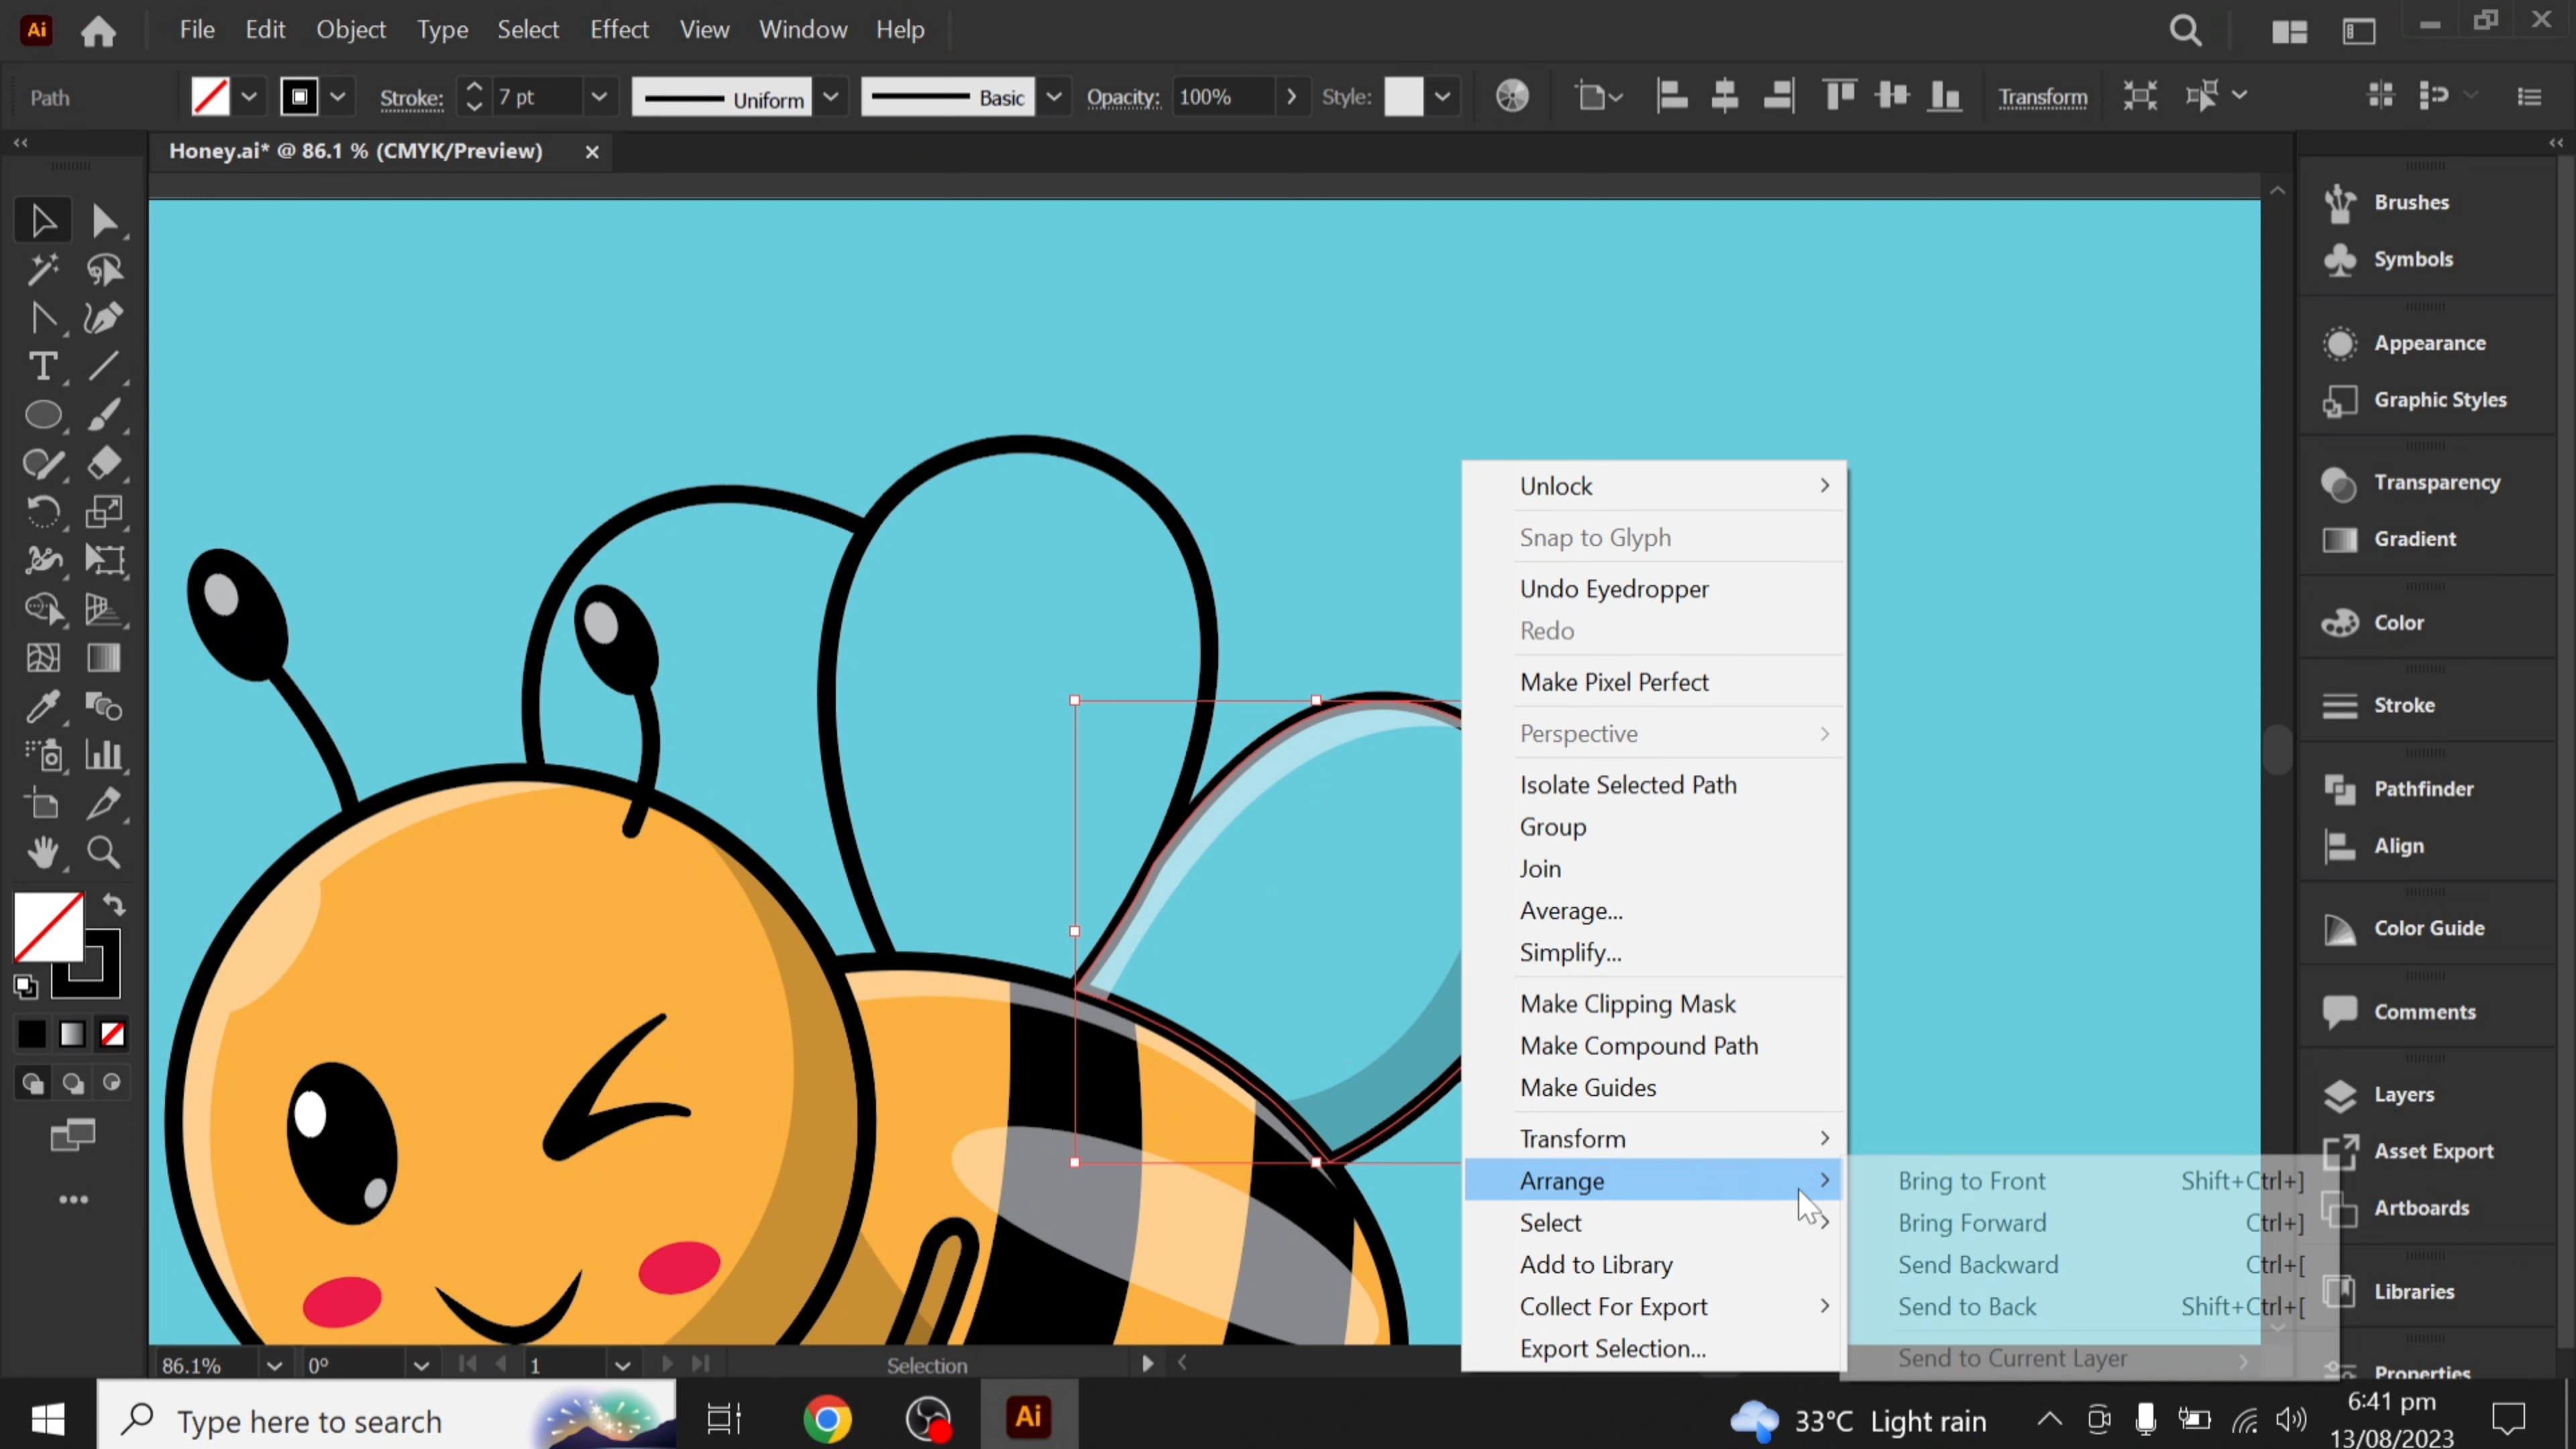 Ai File Edit Object Type Select Effect View Window Help
Path Stroke: 7 pt Uniform Basic Opacity: 100% Style: Transform
Honey.ai* @ 86.1 % (CMYK/Preview)
Brushes
Symbols
Appearance
Graphic Styles
Transparency
Gradient
Color
Stroke
Pathfinder
Align
Color Guide
Comments
Layers
Asset Export
Artboards
Libraries
Properties
Unlock
Snap to Glyph
Undo Eyedropper
Redo
Make Pixel Perfect
Perspective
Isolate Selected Path
Group
Join
Average...
Simplify...
Make Clipping Mask
Make Compound Path
Make Guides
Transform
Arrange
Select
Add to Library
Collect For Export
Export Selection...
Bring to Front Shift+Ctrl+]
Bring Forward Ctrl+]
Send Backward Ctrl+[
Send to Back Shift+Ctrl+[
Send to Current Layer
86.1% 0° 1 Selection
Type here to search Ai 33°C Light rain 6:41 pm
13/08/2023